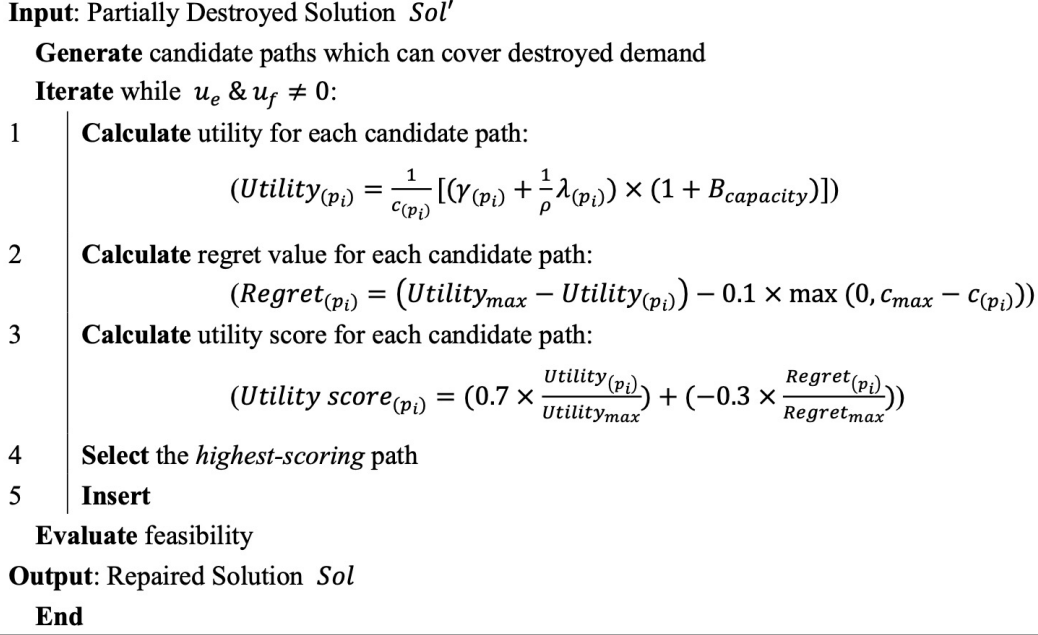 Input: Partially Destroyed Solution Sol′
Generate candidate paths which can cover destroyed demand
Iterate while u_e & u_f ≠ 0:
1 Calculate utility for each candidate path:
(Utility_(p_i) = 1/c_(p_i) [(γ_(p_i) + 1/ρ λ_(p_i)) × (1 + B_capacity)])
2 Calculate regret value for each candidate path:
(Regret_(p_i) = (Utility_max − Utility_(p_i)) − 0.1 × max (0, c_max − c_(p_i)))
3 Calculate utility score for each candidate path:
(Utility score_(p_i) = (0.7 × Utility_(p_i)/Utility_max) + (−0.3 × Regret_(p_i)/Regret_max))
4 Select the highest-scoring path
5 Insert
Evaluate feasibility
Output: Repaired Solution Sol
End